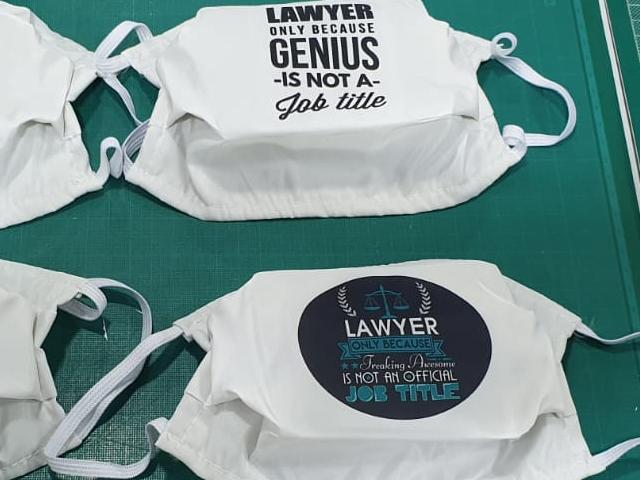 LAWYER
ONLY BECAUSE
GENIUS
-IS NOT A-
Job title
LAWYER
ONLY BECAUSE
Freaking Awesome
IS NOT AN OFFICIAL
JOB TITLE